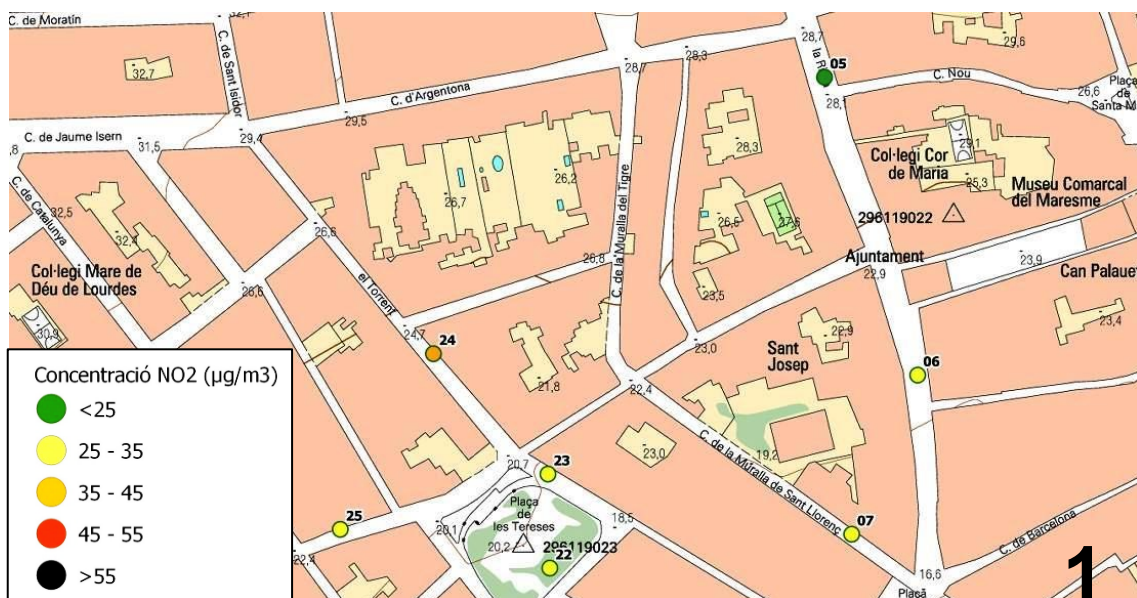 C. de Moratín
32,7
C. de Sant Isidor
C. d'Argentona
29,5
28,7
28,3
28,7
la R
05
28,1
29,6
C. Nou
26,6
Plaça
de
Santa M
C. de Jaume Isern
,8
31,5
29,4
C. de Catalunya
32,5
32,4
Col·legi Mare de
Déu de Lourdes
30,9
26,6
26,6
26,7
26,2
26,8
C. de la Muralla del Tigre
28,3
26,5
27,6
23,5
Col·legi Cor
de Maria
29,1
25,3
Museu Comarcal
del Maresme
296119022
Ajuntament
22,9
23,9
Can Palaue
23,4
el Torrent
24,7
24
21,8
23,0
22,4
Sant
Josep
22,9
06
C. de la Muralla de Sant Llorenç
19,2
23,0
20,7
23
Plaça
de
les Tereses
20,1
20,2
296119023
22
18,5
25
22,4
07
C. de Barcelona
16,6
Plaça
1
Concentració NO2 (µg/m3)
<25
25 - 35
35 - 45
45 - 55
>55